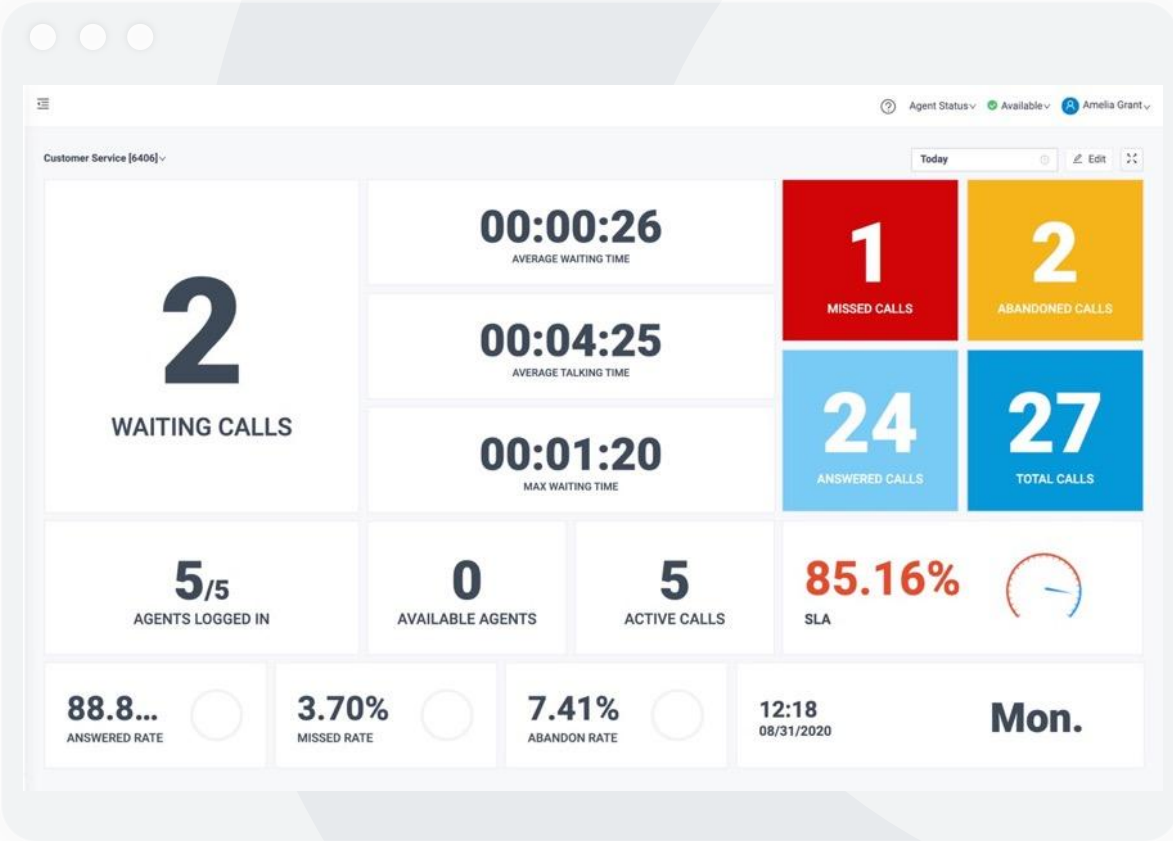 Agent Status
Available
Amelia Grant
Customer Service [6406]
Today
Edit
2
WAITING CALLS
00:00:26
AVERAGE WAITING TIME
00:04:25
AVERAGE TALKING TIME
00:01:20
MAX WAITING TIME
1
MISSED CALLS
2
ABANDONED CALLS
24
ANSWERED CALLS
27
TOTAL CALLS
5/5
AGENTS LOGGED IN
0
AVAILABLE AGENTS
5
ACTIVE CALLS
85.16%
SLA
88.8...
ANSWERED RATE
3.70%
MISSED RATE
7.41%
ABANDON RATE
12:18
08/31/2020
Mon.